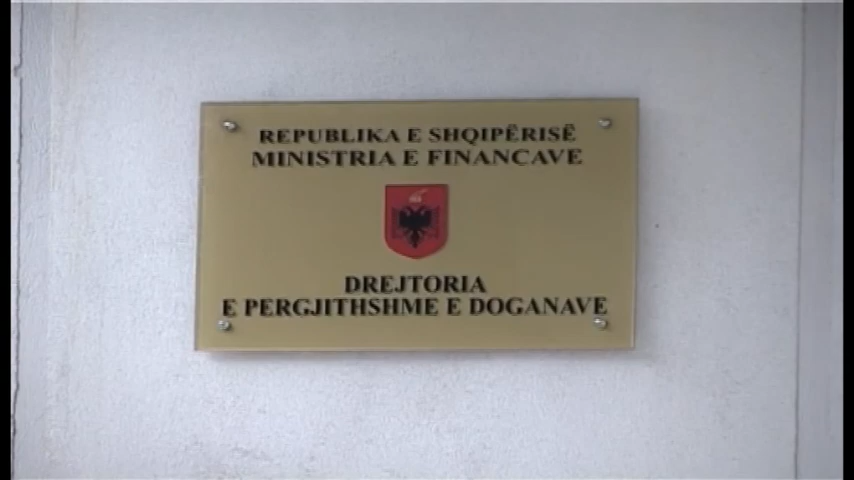 REPUBLIKA E SHQIPËRISË
MINISTRIA E FINANCAVE
DREJTORIA
E PERGJITHSHME E DOGANAVE